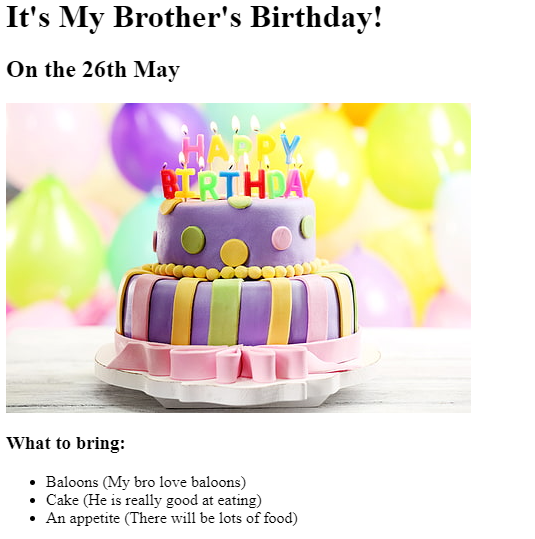 It's My Brother's Birthday!
On the 26th May
HAPPY
BIRTHDAY
What to bring:
Baloons (My bro love baloons)
Cake (He is really good at eating)
An appetite (There will be lots of food)